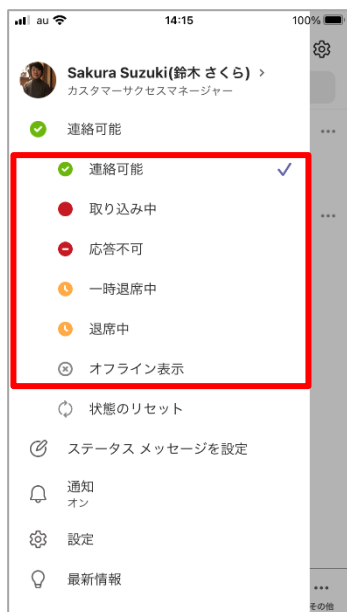 au 14:15 100%
Sakura Suzuki(鈴木 さくら) >
カスタマーサクセスマネージャー
連絡可能
連絡可能
取り込み中
応答不可
一時退席中
退席中
オフライン表示
状態のリセット
ステータス メッセージを設定
通知
オン
設定
最新情報
その他